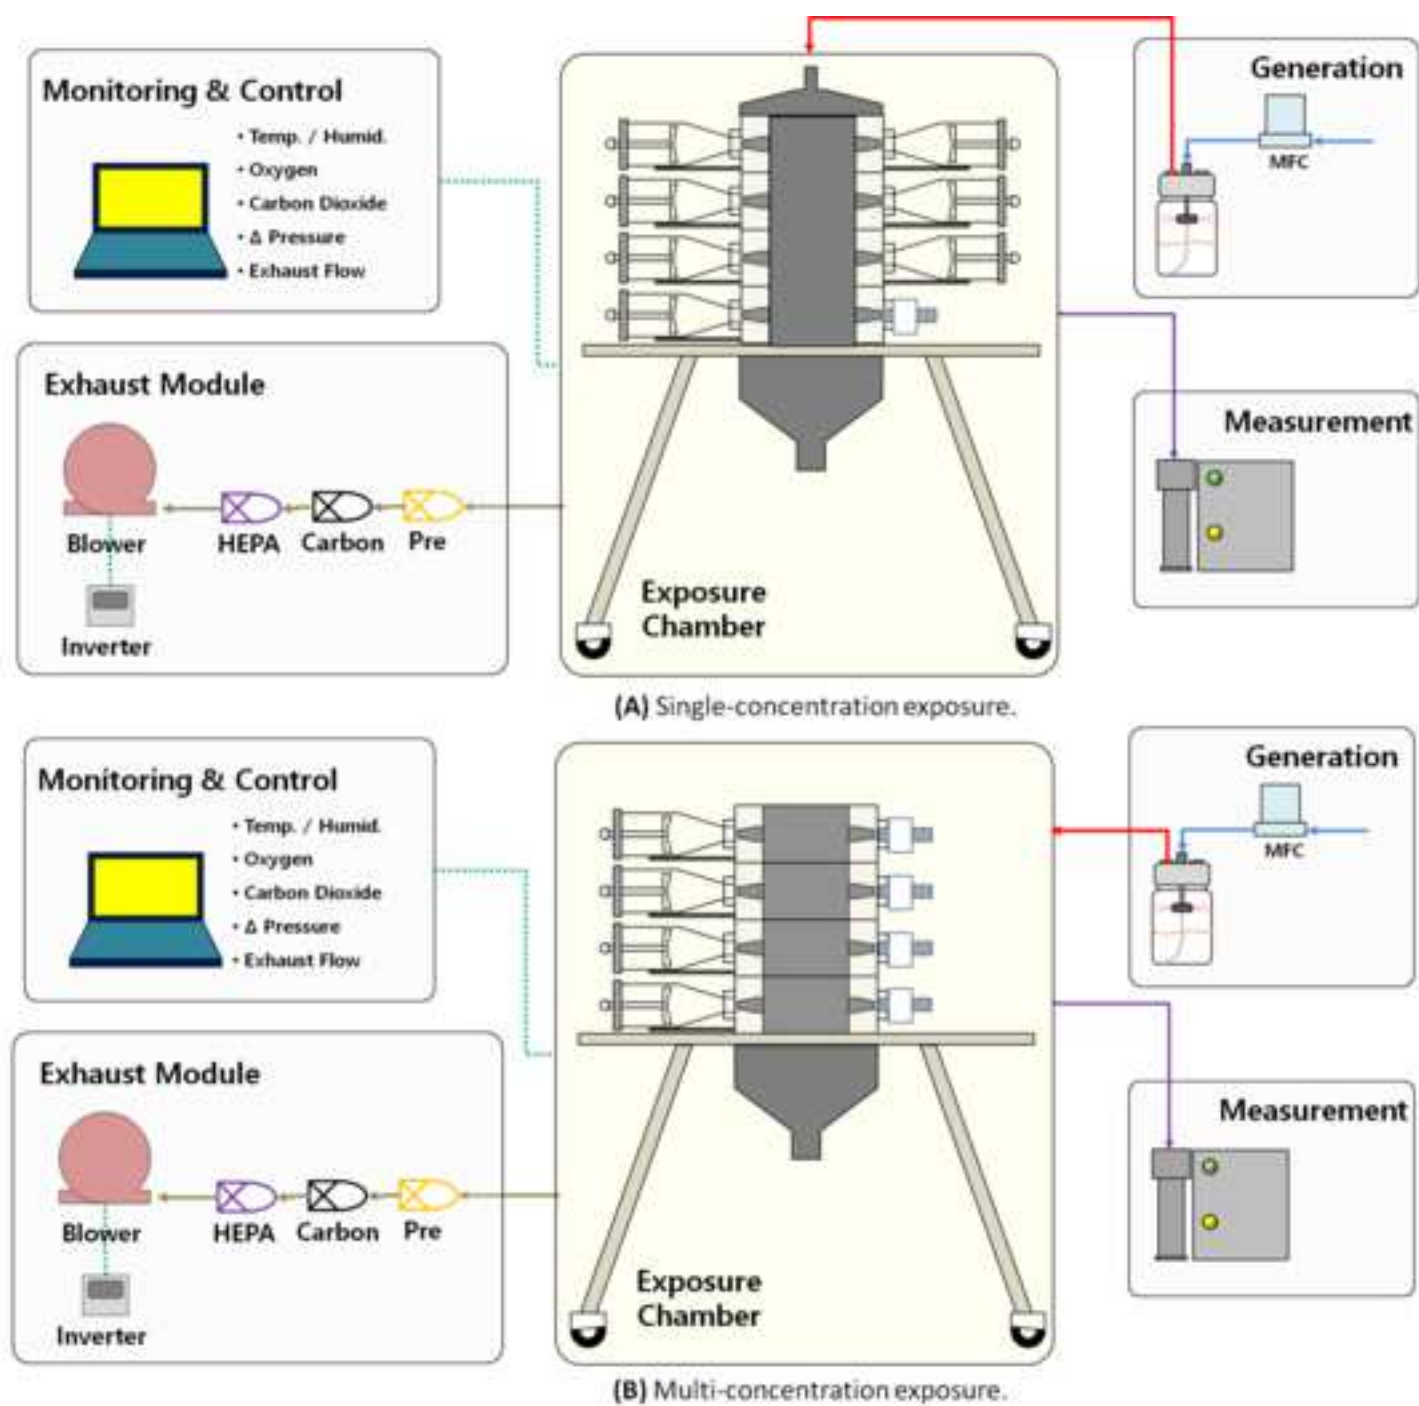 Monitoring & Control
• Temp. / Humid.
• Oxygen
• Carbon Dioxide
• Δ Pressure
• Exhaust Flow
Generation
MFC
Exhaust Module
Blower
HEPA
Carbon
Pre
Inverter
Exposure
Chamber
Measurement
(A) Single-concentration exposure.
Monitoring & Control
• Temp. / Humid.
• Oxygen
• Carbon Dioxide
• Δ Pressure
• Exhaust Flow
Generation
MFC
Exhaust Module
Blower
HEPA
Carbon
Pre
Inverter
Exposure
Chamber
Measurement
(B) Multi-concentration exposure.